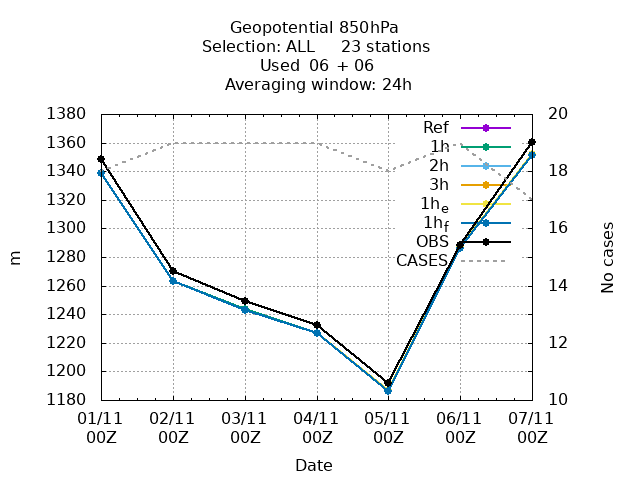 Geopotential 850hPa
Selection: ALL     23 stations
Used  06 + 06
Averaging window: 24h
1380
1360
1340
1320
1300
1280
1260
1240
1220
1200
1180
m
20
18
16
14
12
10
No cases
Ref
1h
2h
3h
1he
1hf
OBS
CASES
01/11 02/11 03/11 04/11 05/11 06/11 07/11
00Z 00Z 00Z 00Z 00Z 00Z 00Z
Date